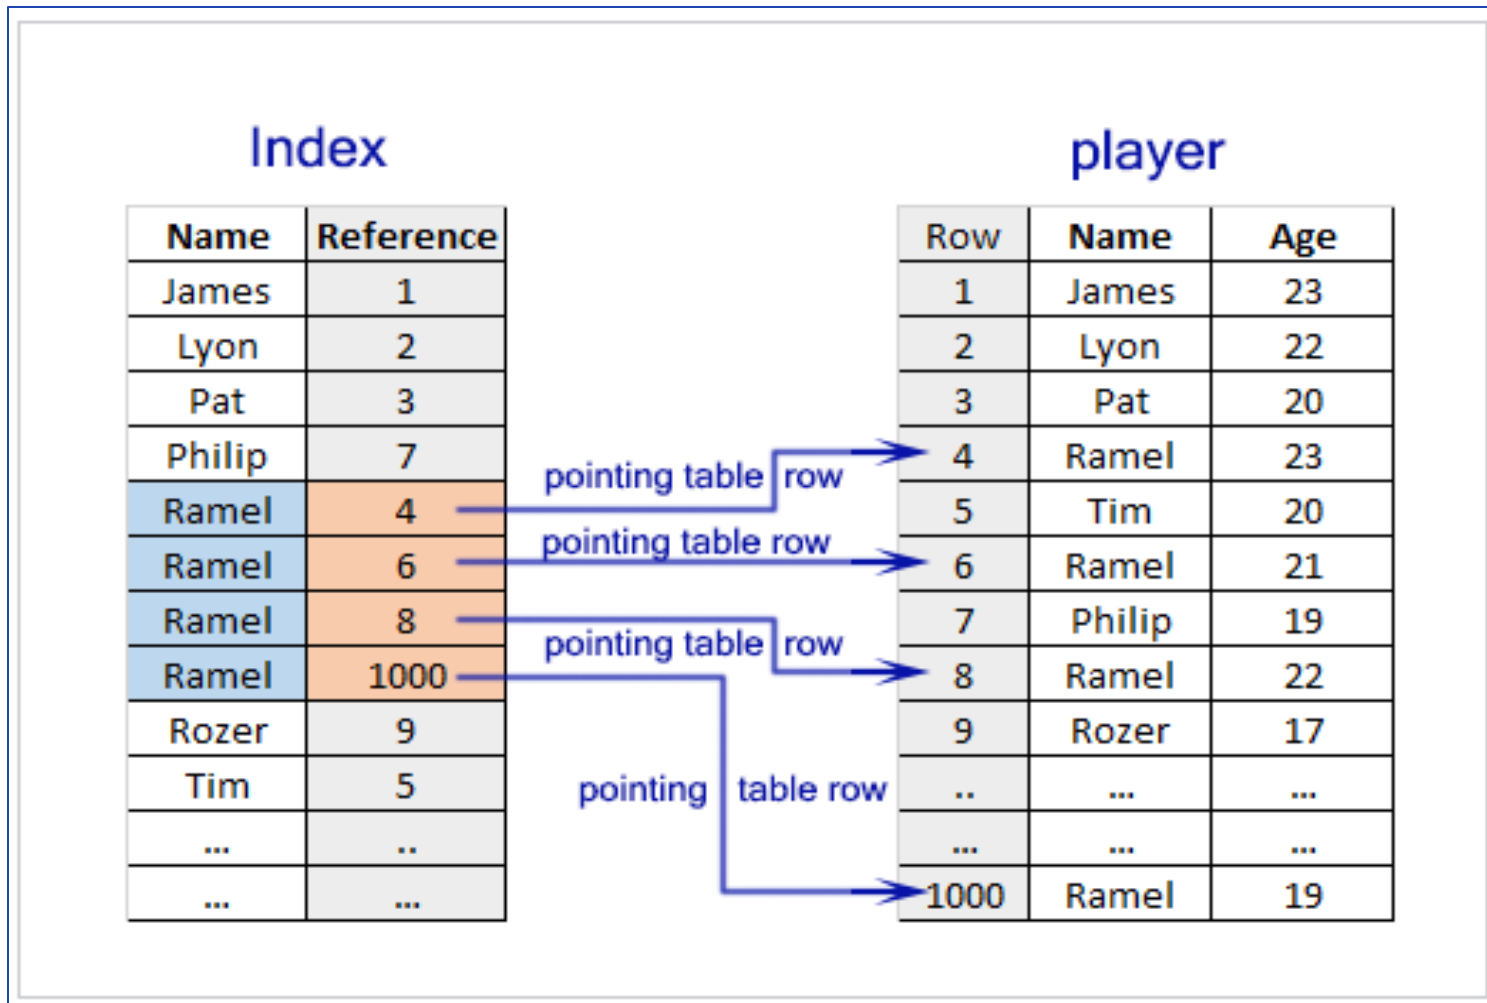 Index
player
Name Reference
James 1
Lyon 2
Pat 3
Philip 7
Ramel 4
Ramel 6
Ramel 8
Ramel 1000
Rozer 9
Tim 5
... ..
... ...
pointing table row
pointing table row
pointing table row
pointing table row
Row Name Age
1 James 23
2 Lyon 22
3 Pat 20
4 Ramel 23
5 Tim 20
6 Ramel 21
7 Philip 19
8 Ramel 22
9 Rozer 17
.. ... ...
... ... ...
1000 Ramel 19